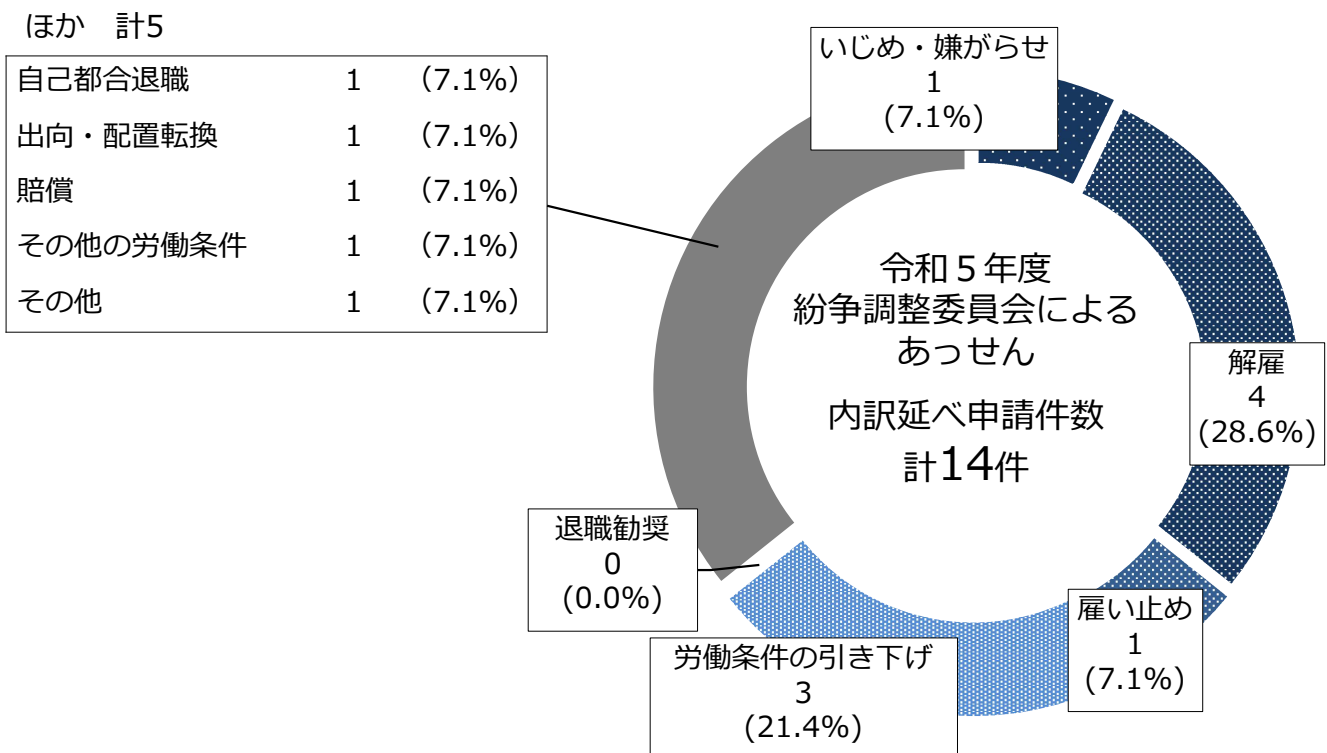 ほか 計5
自己都合退職 1 (7.1%)
出向・配置転換 1 (7.1%)
賠償 1 (7.1%)
その他の労働条件 1 (7.1%)
その他 1 (7.1%)
いじめ・嫌がらせ
1
(7.1%)
令和５年度
紛争調整委員会による
あっせん
内訳延べ申請件数
計14件
解雇
4
(28.6%)
退職勧奨
0
(0.0%)
雇い止め
1
(7.1%)
労働条件の引き下げ
3
(21.4%)